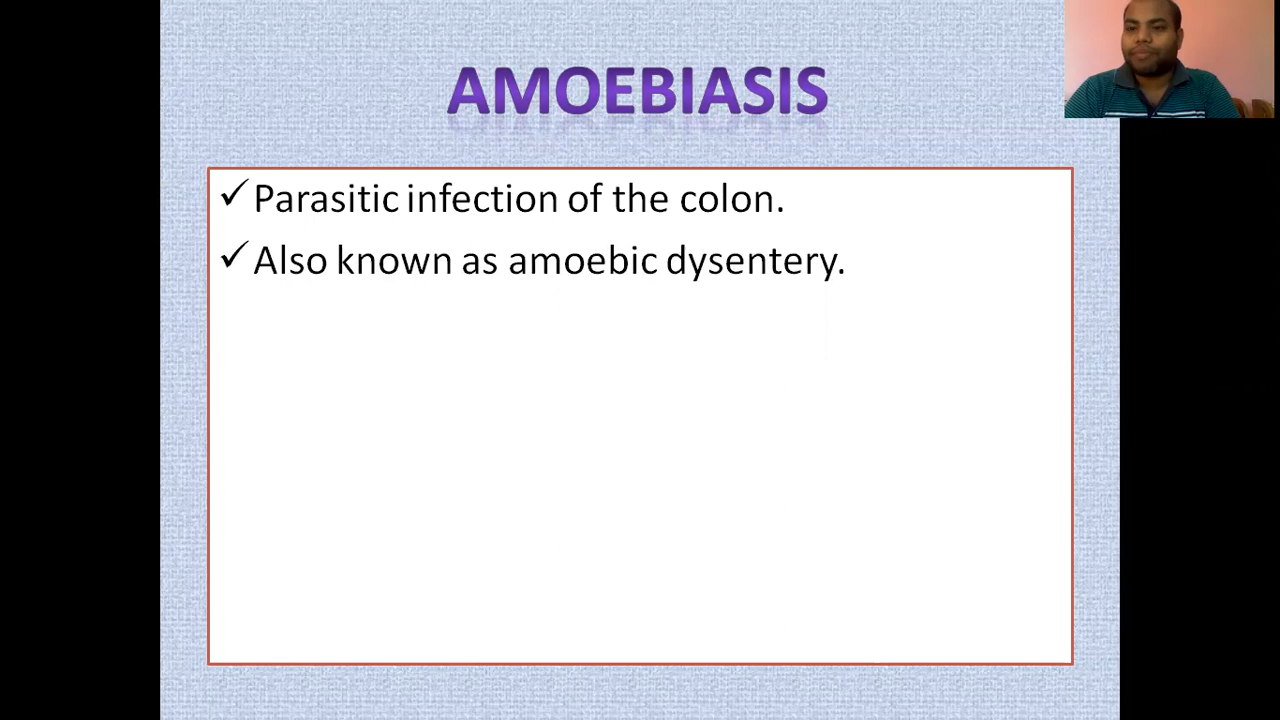 AMOEBIASIS
✓Parasitic infection of the colon.
✓Also known as amoebic dysentery.